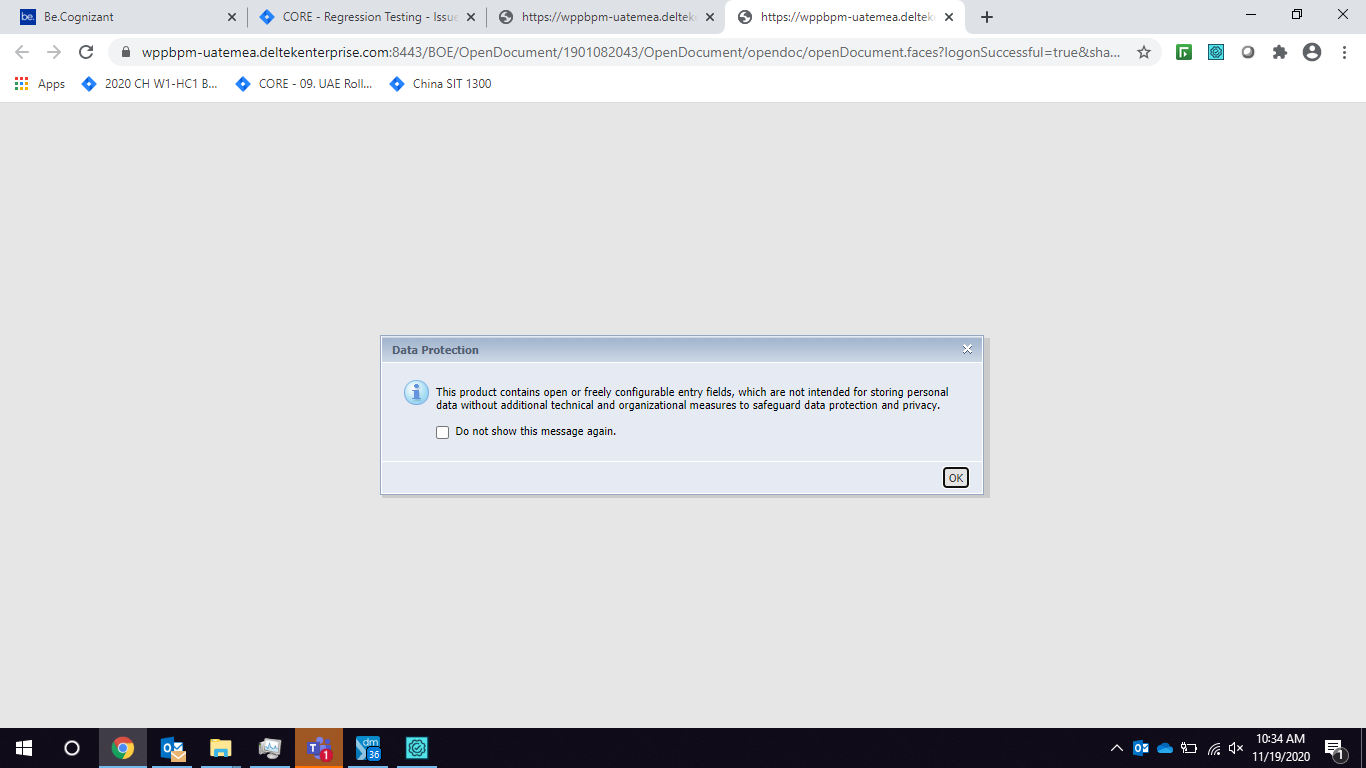 be. Be.Cognizant
CORE - Regression Testing - Issue
https://wppbpm-uatemea.deltek
https://wppbpm-uatemea.deltek
wppbpm-uatemea.deltekenterprise.com:8443/BOE/OpenDocument/1901082043/OpenDocument/opendoc/openDocument.faces?logonSuccessful=true&sha...
Apps
2020 CH W1-HC1 B...
CORE - 09. UAE Roll...
China SIT 1300
Data Protection
This product contains open or freely configurable entry fields, which are not intended for storing personal
data without additional technical and organizational measures to safeguard data protection and privacy.
Do not show this message again.
OK
T 1
dm
36
10:34 AM
11/19/2020
1